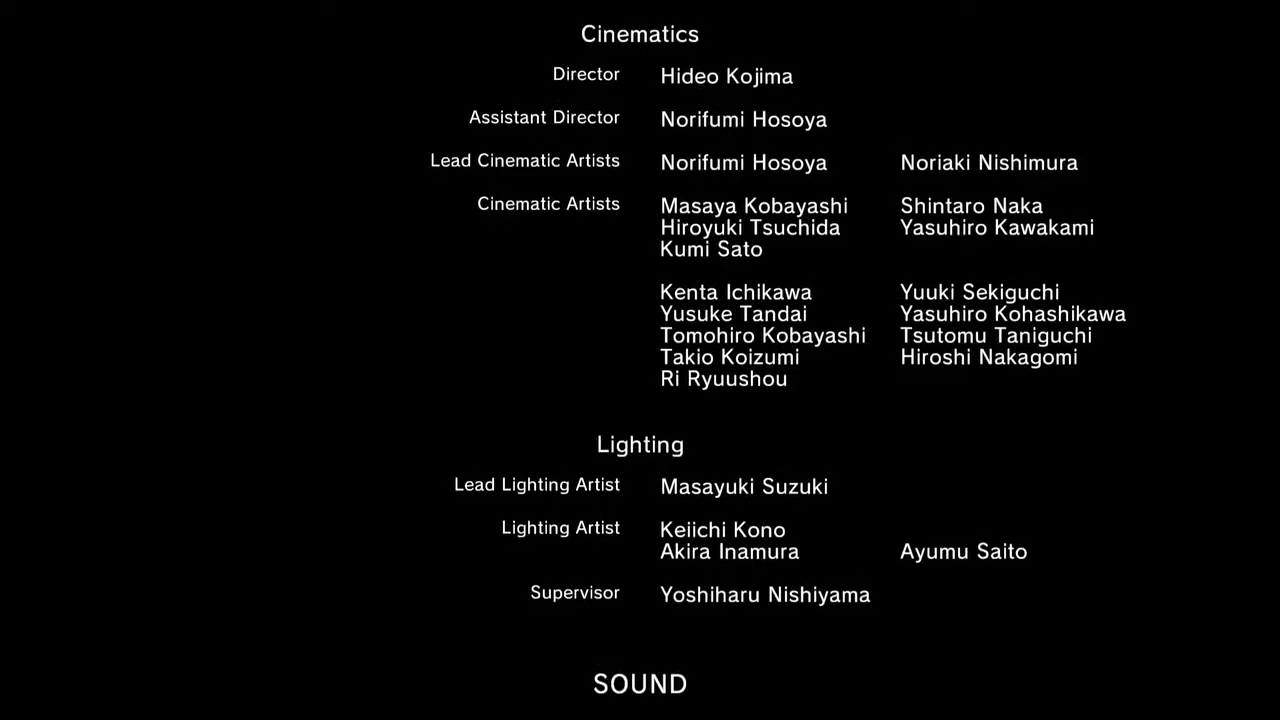 Cinematics
Director Hideo Kojima
Assistant Director Norifumi Hosoya
Lead Cinematic Artists Norifumi Hosoya Noriaki Nishimura
Cinematic Artists Masaya Kobayashi Shintaro Naka
Hiroyuki Tsuchida Yasuhiro Kawakami
Kumi Sato
Kenta Ichikawa Yuuki Sekiguchi
Yusuke Tandai Yasuhiro Kohashikawa
Tomohiro Kobayashi Tsutomu Taniguchi
Takio Koizumi Hiroshi Nakagomi
Ri Ryuushou
Lighting
Lead Lighting Artist Masayuki Suzuki
Lighting Artist Keiichi Kono
Akira Inamura Ayumu Saito
Supervisor Yoshiharu Nishiyama
SOUND